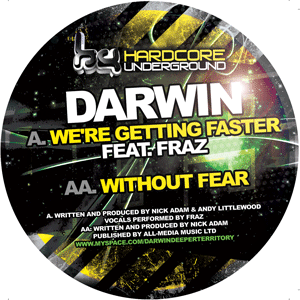 HARDCORE
UNDERGROUND
DARWIN
A. WE'RE GETTING FASTER
FEAT. FRAZ
AA. WITHOUT FEAR
A. WRITTEN AND PRODUCED BY NICK ADAM & ANDY LITTLEWOOD
VOCALS PERFORMED BY FRAZ
AA: WRITTEN AND PRODUCED BY NICK ADAM
PUBLISHED BY ALL-MEDIA MUSIC LTD
WWW.MYSPACE.COM/DARWINDEEPERTERRITORY